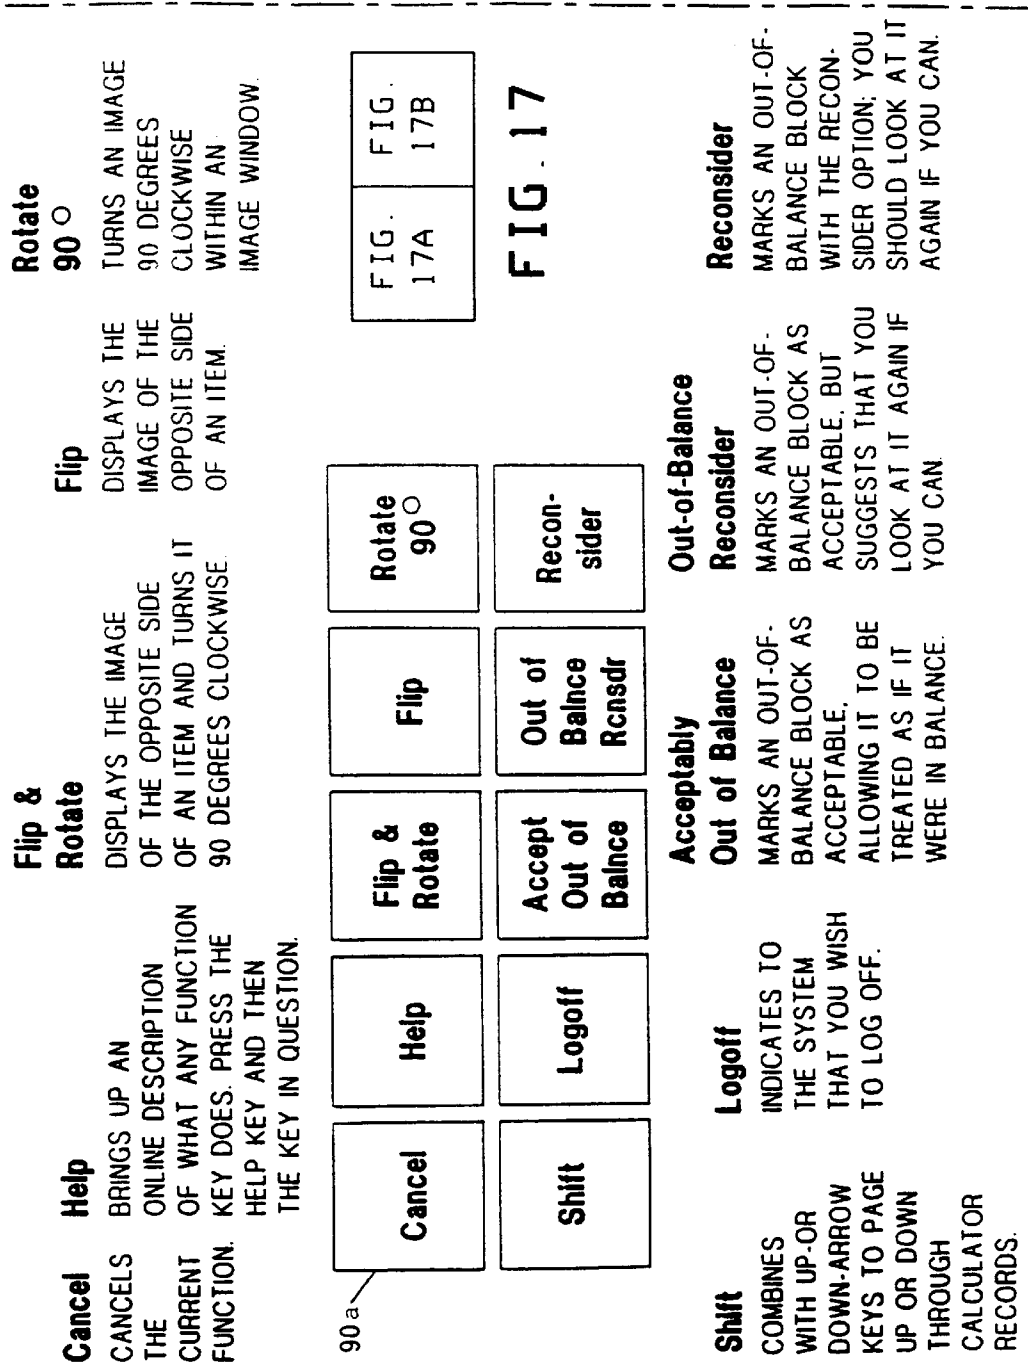 Cancel
CANCELS
THE
CURRENT
FUNCTION.
Help
BRINGS UP AN
ONLINE DESCRIPTION
OF WHAT ANY FUNCTION
KEY DOES. PRESS THE
HELP KEY AND THEN
THE KEY IN QUESTION.
Flip &
Rotate
DISPLAYS THE IMAGE
OF THE OPPOSITE SIDE
OF AN ITEM AND TURNS IT
90 DEGREES CLOCKWISE.
Flip
DISPLAYS THE
IMAGE OF THE
OPPOSITE SIDE
OF AN ITEM.
Rotate
90 O
TURNS AN IMAGE
90 DEGREES
CLOCKWISE
WITHIN AN
IMAGE WINDOW.
90a
Cancel
Help
Flip &
Rotate
Flip
Rotate
90 O
Shift
Logoff
Accept
Out of
Balnce
Out of
Balnce
Rcnsdr
Recon-
sider
FIG.
17A
FIG.
17B
FIG. 17
Shift
COMBINES
WITH UP-OR
DOWN-ARROW
KEYS TO PAGE
UP OR DOWN
THROUGH
CALCULATOR
RECORDS.
Logoff
INDICATES TO
THE SYSTEM
THAT YOU WISH
TO LOG OFF.
Acceptably
Out of Balance
MARKS AN OUT-OF-
BALANCE BLOCK AS
ACCEPTABLE,
ALLOWING IT TO BE
TREATED AS IF IT
WERE IN BALANCE.
Out-of-Balance
Reconsider
MARKS AN OUT-OF-
BALANCE BLOCK AS
ACCEPTABLE, BUT
SUGGESTS THAT YOU
LOOK AT IT AGAIN IF
YOU CAN.
Reconsider
MARKS AN OUT-OF-
BALANCE BLOCK
WITH THE RECON-
SIDER OPTION; YOU
SHOULD LOOK AT IT
AGAIN IF YOU CAN.